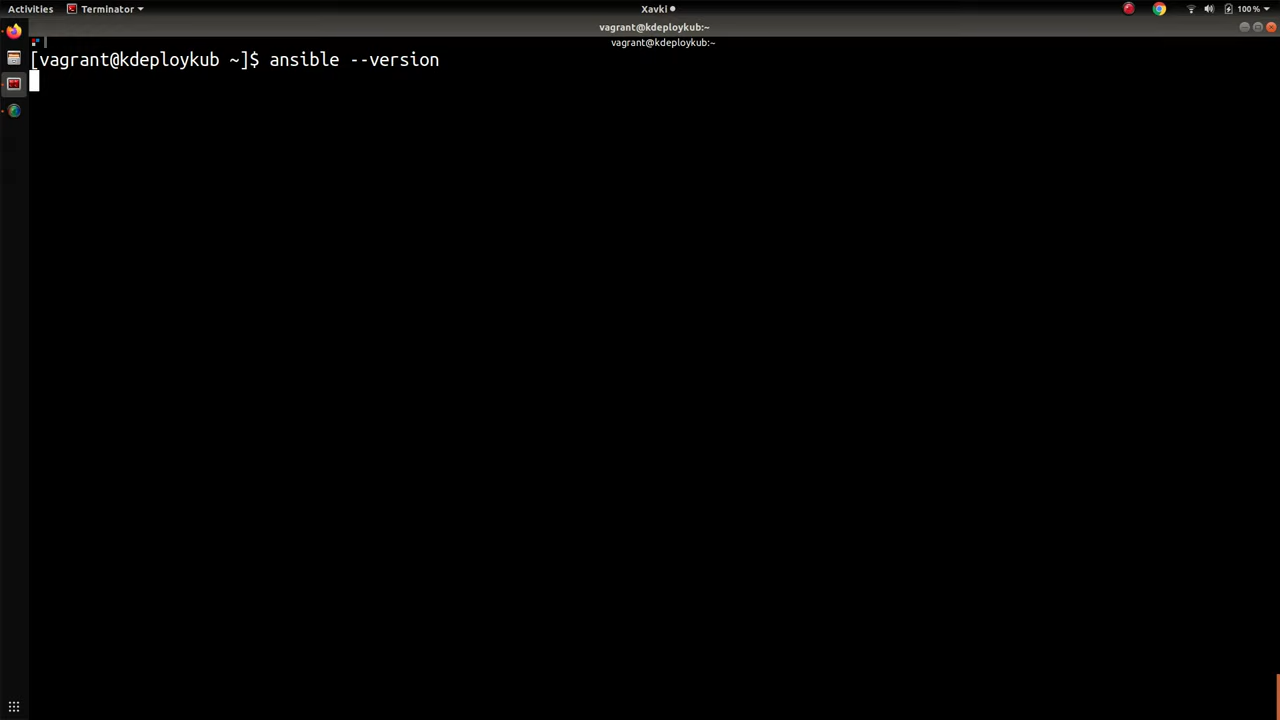 Activities Terminator Xavki 100 %
vagrant@kdeploykub:~
vagrant@kdeploykub:~
[vagrant@kdeploykub ~]$ ansible --version